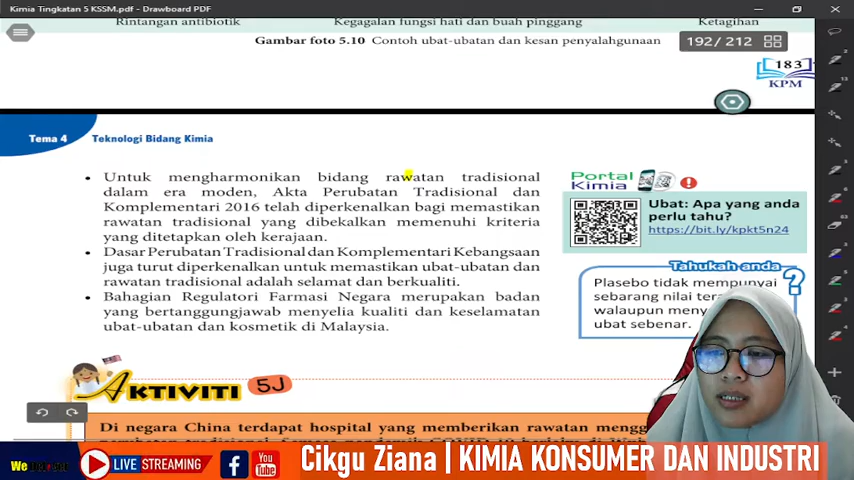 Kimia Tingkatan 5 KSSM.pdf - Drawboard PDF
Rintangan antibiotik
Kegagalan fungsi hati dan buah pinggang
Ketagihan
Gambar foto 5.10 Contoh ubat-ubatan dan kesan penyalahgunaan
192/ 212
183
KPM
Tema 4
Teknologi Bidang Kimia
• Untuk mengharmonikan bidang rawatan tradisional
dalam era moden, Akta Perubatan Tradisional dan
Komplementari 2016 telah diperkenalkan bagi memastikan
rawatan tradisional yang dibekalkan memenuhi kriteria
yang ditetapkan oleh kerajaan.
• Dasar Perubatan Tradisional dan Komplementari Kebangsaan
juga turut diperkenalkan untuk memastikan ubat-ubatan dan
rawatan tradisional adalah selamat dan berkualiti.
• Bahagian Regulatori Farmasi Negara merupakan badan
yang bertanggungjawab menyelia kualiti dan keselamatan
ubat-ubatan dan kosmetik di Malaysia.
Portal
Kimia
Ubat: Apa yang anda
perlu tahu?
https://bit.ly/kpkt5n24
Tahukah anda
?
Plasebo tidak mempunyai
sebarang nilai
walaupun
ubat sebenar.
AKTIVITI 5J
Di negara China terdapat hospital yang memberikan rawatan
LIVE STREAMING
You
Tube
Cikgu Ziana | KIMIA KONSUMER DAN INDUSTRI